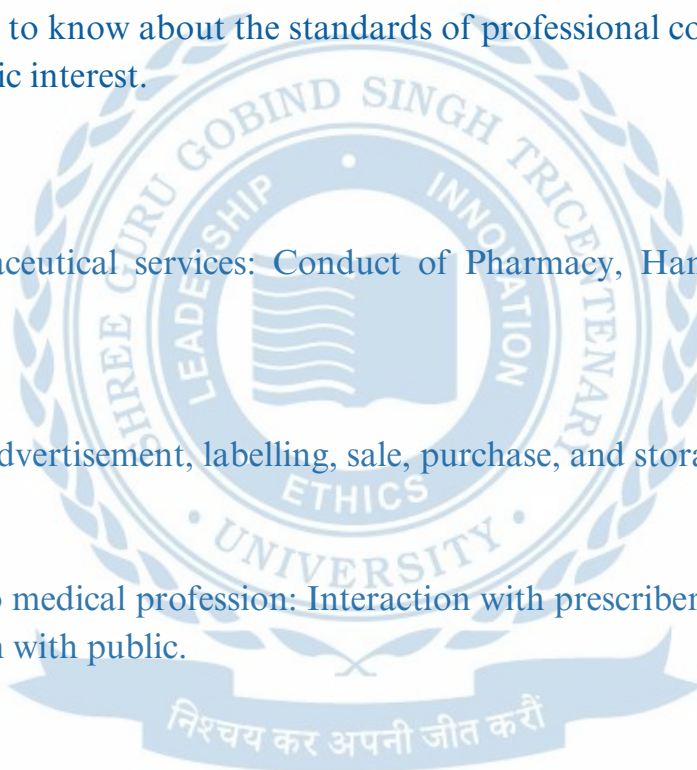 to know about the standards of professional co
ic interest.
SHREE GURU GOBIND SINGH TRICENTENARY
LEADERSHIP • INNOVATION
aceutical services: Conduct of Pharmacy, Har
dvertisement, labelling, sale, purchase, and stora
ETHICS
• UNIVERSITY •
o medical profession: Interaction with prescriber
n with public.
निश्चय कर अपनी जीत करौं